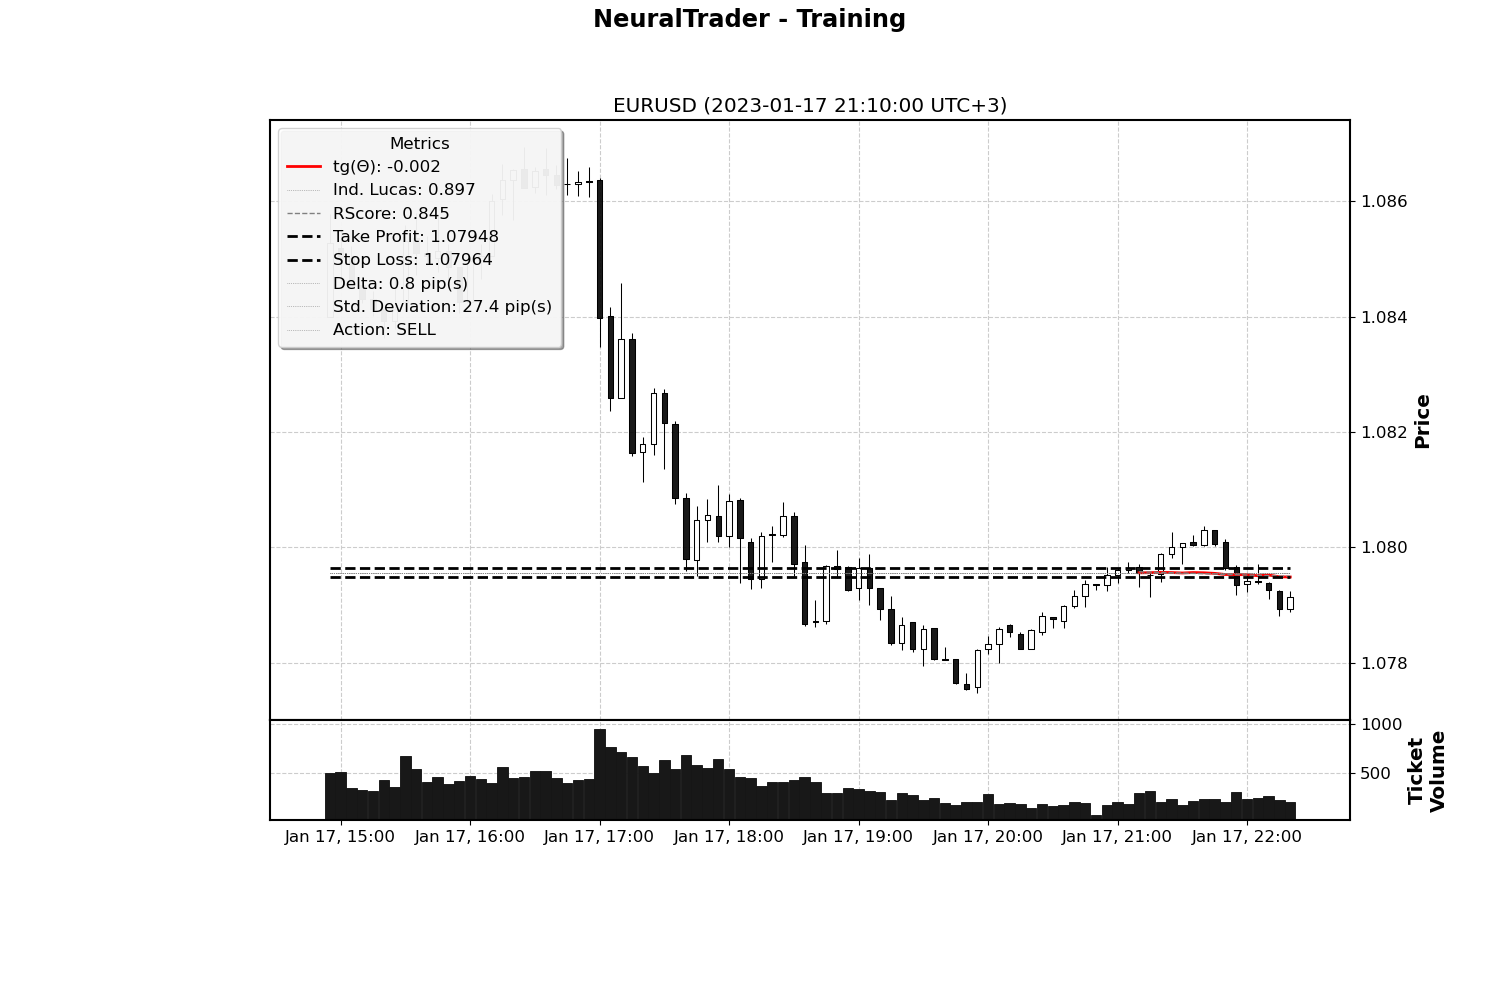 NeuralTrader - Training
EURUSD (2023-01-17 21:10:00 UTC+3)
Metrics
tg(Θ): -0.002
Ind. Lucas: 0.897
RScore: 0.845
Take Profit: 1.07948
Stop Loss: 1.07964
Delta: 0.8 pip(s)
Std. Deviation: 27.4 pip(s)
Action: SELL
1.086
1.084
1.082
1.080
1.078
Price
1000
500
Ticket
Volume
Jan 17, 15:00
Jan 17, 16:00
Jan 17, 17:00
Jan 17, 18:00
Jan 17, 19:00
Jan 17, 20:00
Jan 17, 21:00
Jan 17, 22:00